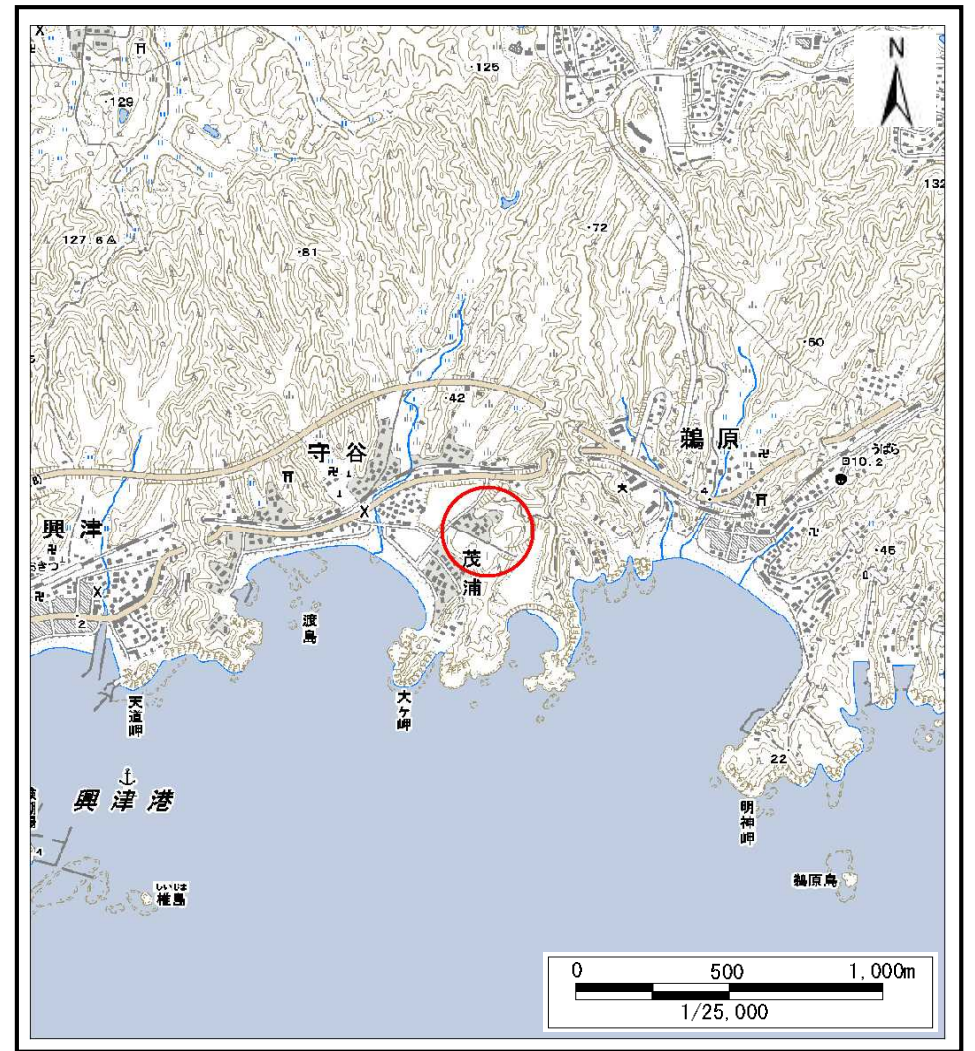 N
・125
・129
132
・72
127.6
・81
・60
・42
鵜原
守谷
うばら
10.2
4
興津
おきつ
茂浦
・45
2
渡島
大ケ岬
天道岬
22
明神岬
興津港
鵜原島
4
しいじま
椎島
0 500 1,000m
1/25,000